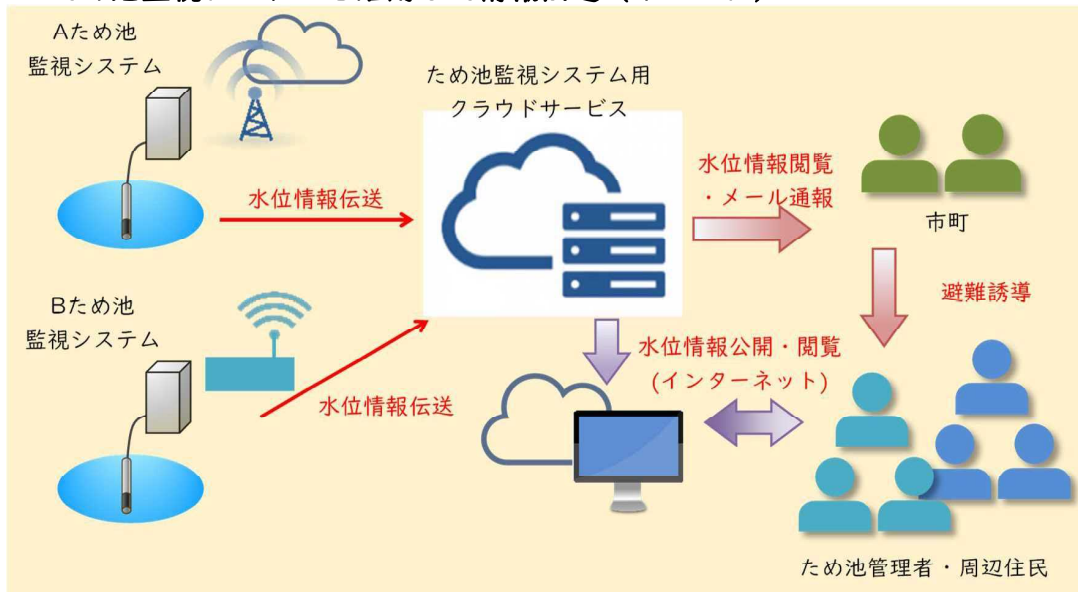 Aため池
監視システム
ため池監視システム用
クラウドサービス
水位情報伝送
水位情報閲覧
・メール通報
市町
避難誘導
Bため池
監視システム
水位情報伝送
水位情報公開・閲覧
(インターネット)
ため池管理者・周辺住民